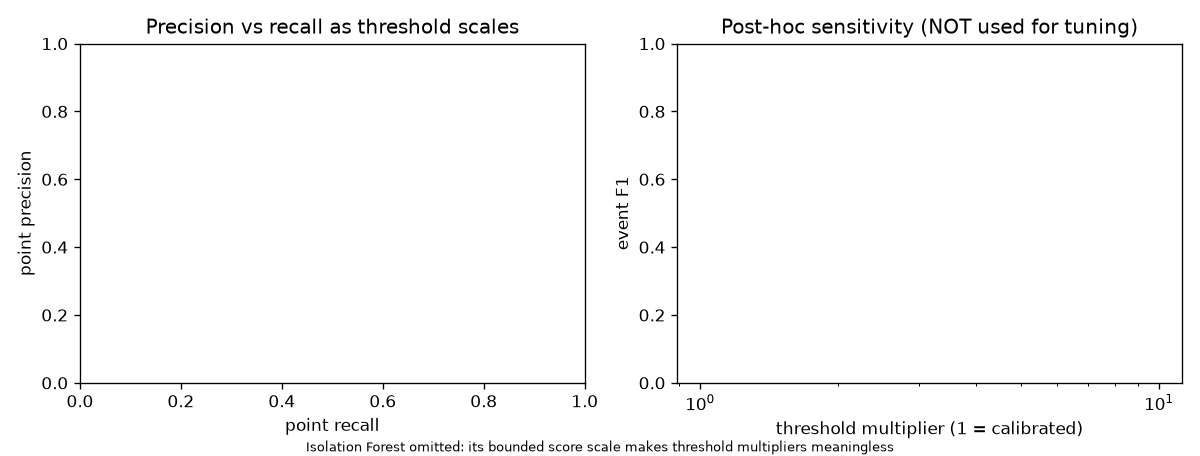 Precision vs recall as threshold scales
1.0
0.8
0.6
0.4
0.2
0.0
point precision
0.0 0.2 0.4 0.6 0.8 1.0
point recall
Post-hoc sensitivity (NOT used for tuning)
1.0
0.8
0.6
0.4
0.2
0.0
event F1
10⁰ 10¹
threshold multiplier (1 = calibrated)
Isolation Forest omitted: its bounded score scale makes threshold multipliers meaningless